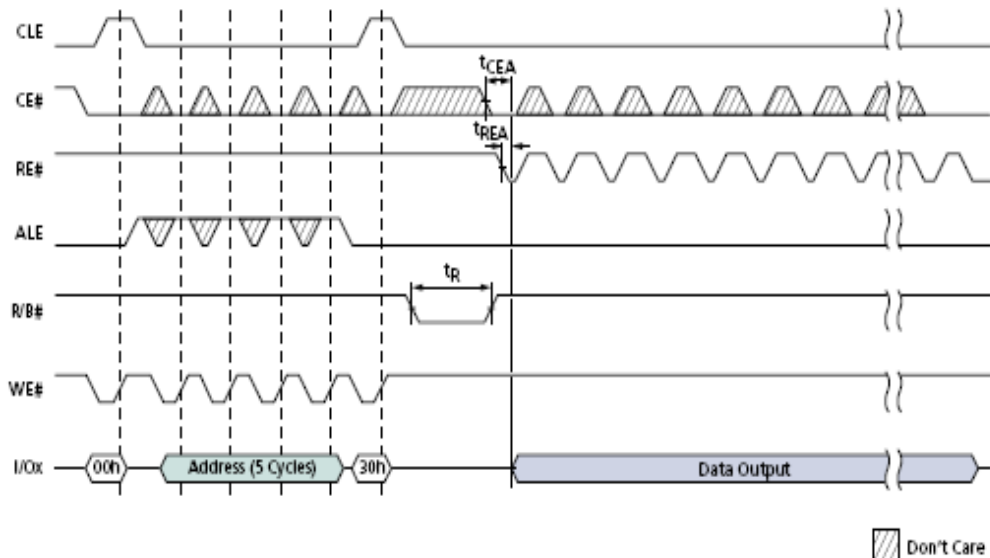 CLE
tCEA
CE#
tREA
RE#
ALE
tR
R/B#
WE#
I/Ox
00h
Address (5 Cycles)
30h
Data Output
Don't Care